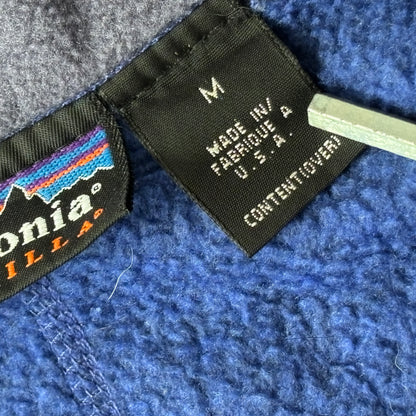 onia®
ILLA®
M
MADE IN/
FABRIQUE A
U.S.A.
CONTENT(OVER/